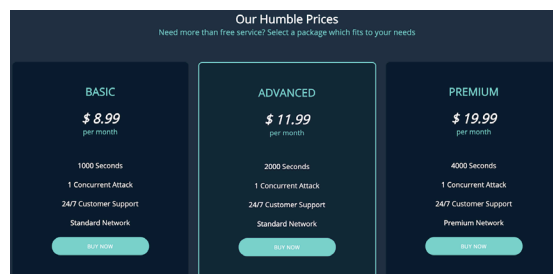 Our Humble Prices
Need more than free service? Select a package which fits to your needs
BASIC
$ 8.99
per month
1000 Seconds
1 Concurrent Attack
24/7 Customer Support
Standard Network
BUY NOW
ADVANCED
$ 11.99
per month
2000 Seconds
1 Concurrent Attack
24/7 Customer Support
Standard Network
BUY NOW
PREMIUM
$ 19.99
per month
4000 Seconds
1 Concurrent Attack
24/7 Customer Support
Premium Network
BUY NOW